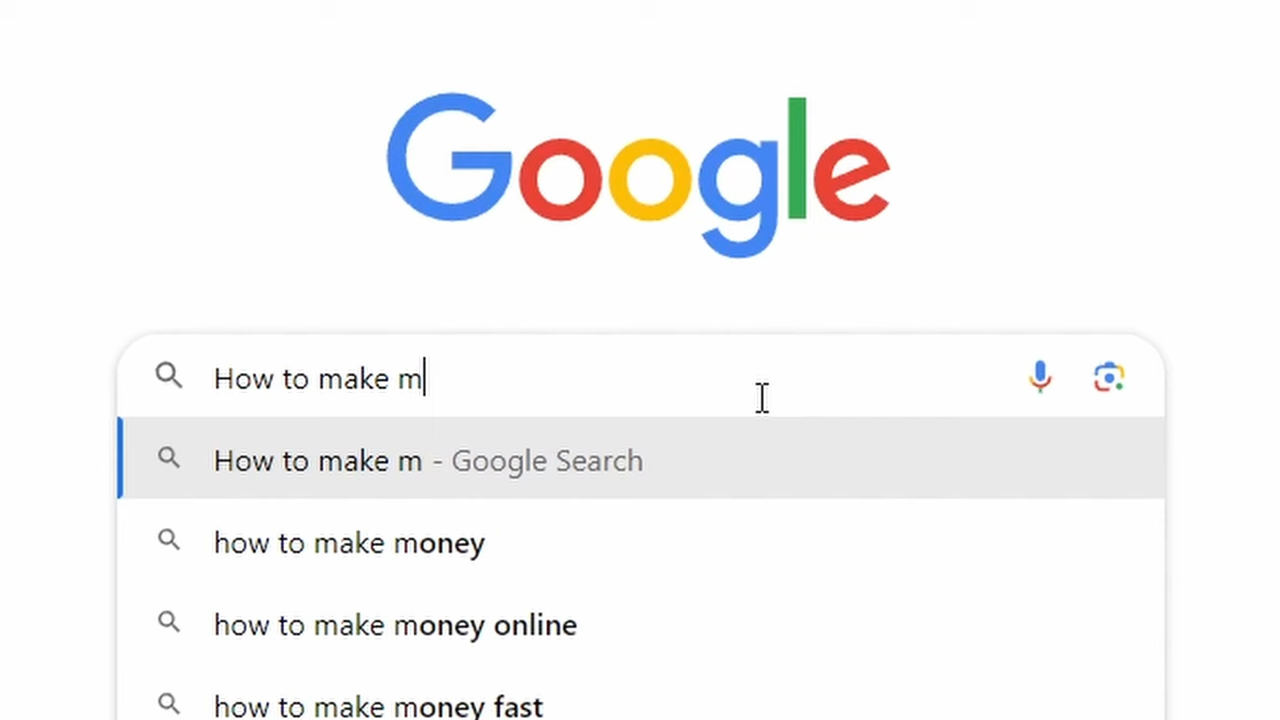 Google
How to make m
How to make m - Google Search
how to make money
how to make money online
how to make money fast